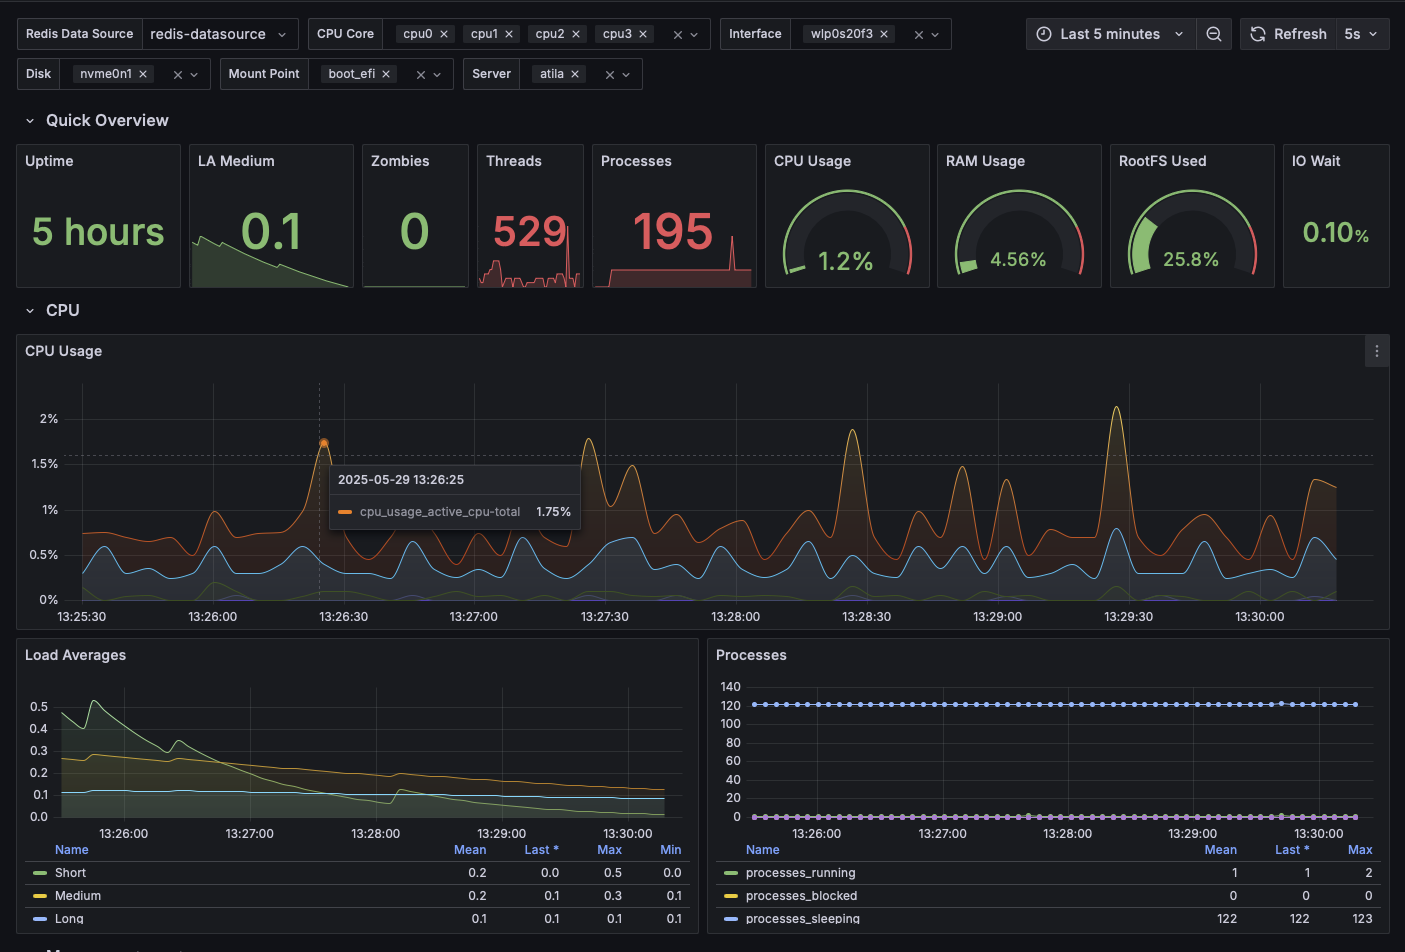 Redis Data Source redis-datasource CPU Core cpu0 cpu1 cpu2 cpu3 Interface wlp0s20f3 Last 5 minutes Refresh 5s
Disk nvme0n1 Mount Point boot_efi Server atila
Quick Overview
Uptime LA Medium Zombies Threads Processes CPU Usage RAM Usage RootFS Used IO Wait
5 hours 0.1 0 529 195 1.2% 4.56% 25.8% 0.10%
CPU
CPU Usage
2%
1.5%
1%
0.5%
0%
2025-05-29 13:26:25
cpu_usage_active_cpu-total 1.75%
13:25:30 13:26:00 13:26:30 13:27:00 13:27:30 13:28:00 13:28:30 13:29:00 13:29:30 13:30:00
Load Averages
0.5
0.4
0.3
0.2
0.1
0.0
13:26:00 13:27:00 13:28:00 13:29:00 13:30:00
Name Mean Last * Max Min
Short 0.2 0.0 0.5 0.0
Medium 0.2 0.1 0.3 0.1
Long 0.1 0.1 0.1 0.1
Processes
140
120
100
80
60
40
20
0
13:26:00 13:27:00 13:28:00 13:29:00 13:30:00
Name Mean Last * Max
processes_running 1 1 2
processes_blocked 0 0 0
processes_sleeping 122 122 123